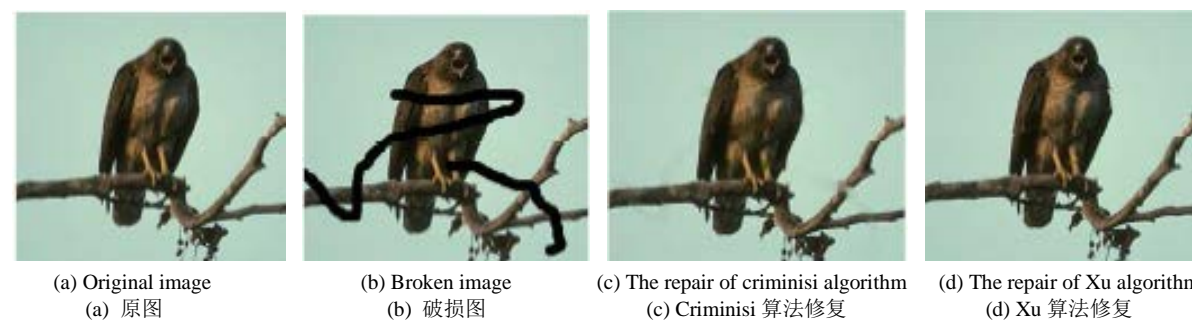 (a) Original image
(b) Broken image
(c) The repair of criminisi algorithm
(d) The repair of Xu algorithm
(a) 原图
(b) 破损图
(c) Criminisi 算法修复
(d) Xu 算法修复